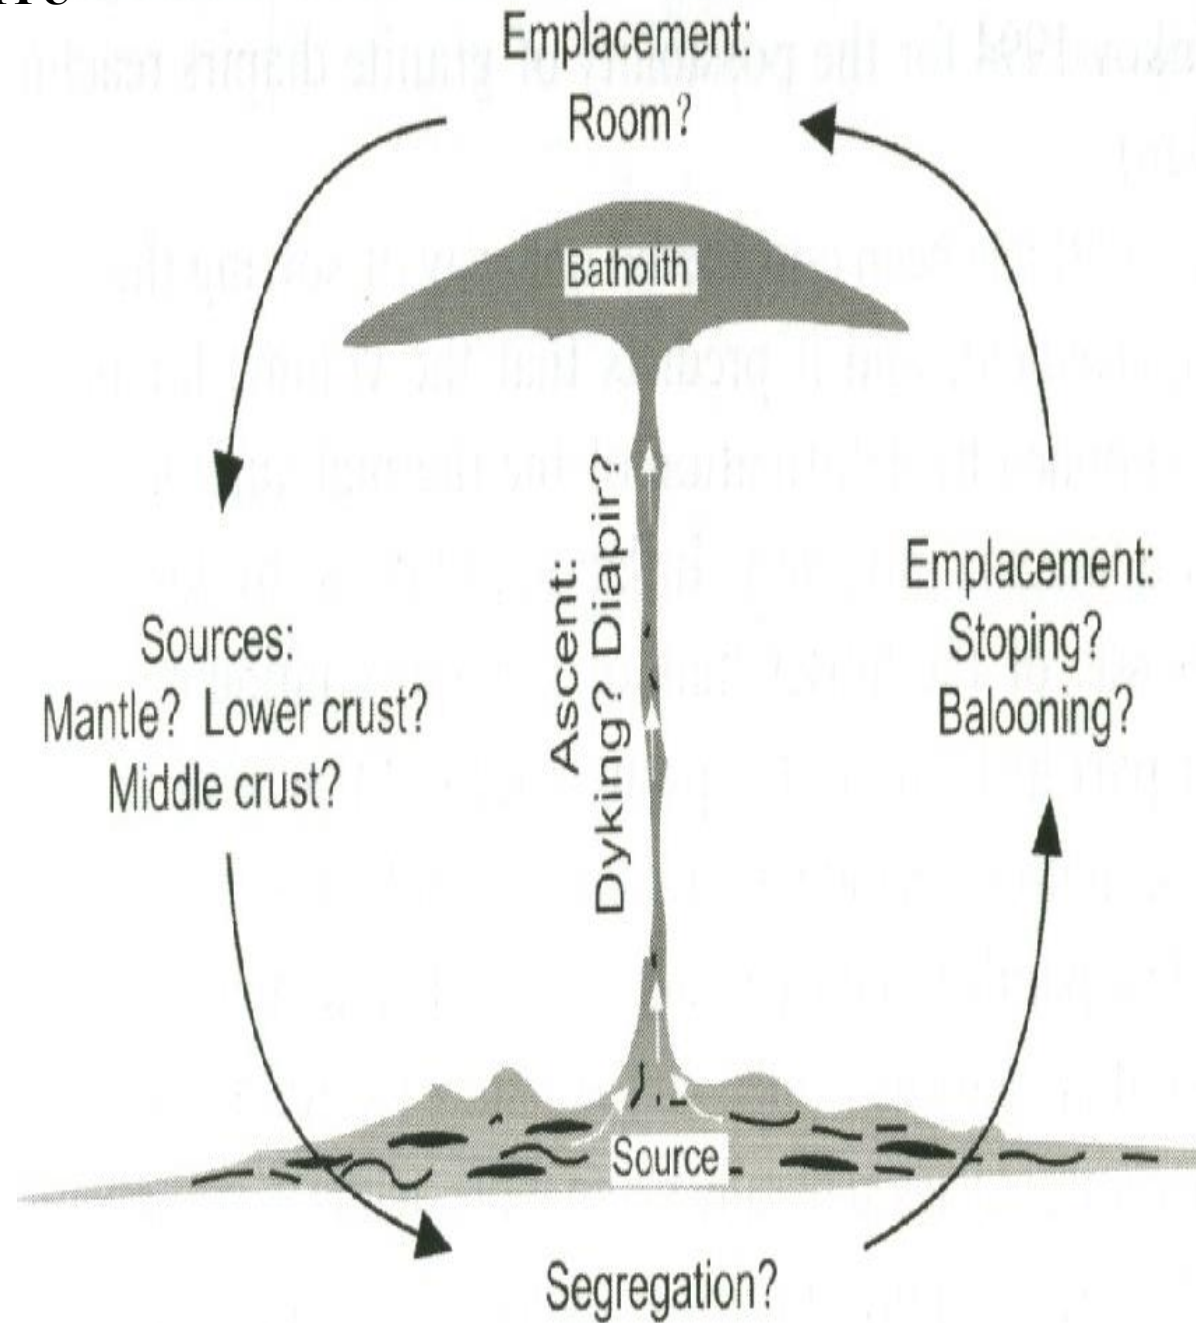 Emplacement:
Room?
Batholith
Ascent:
Dyking? Diapir?
Emplacement:
Stoping?
Balooning?
Sources:
Mantle? Lower crust?
Middle crust?
Source
Segregation?